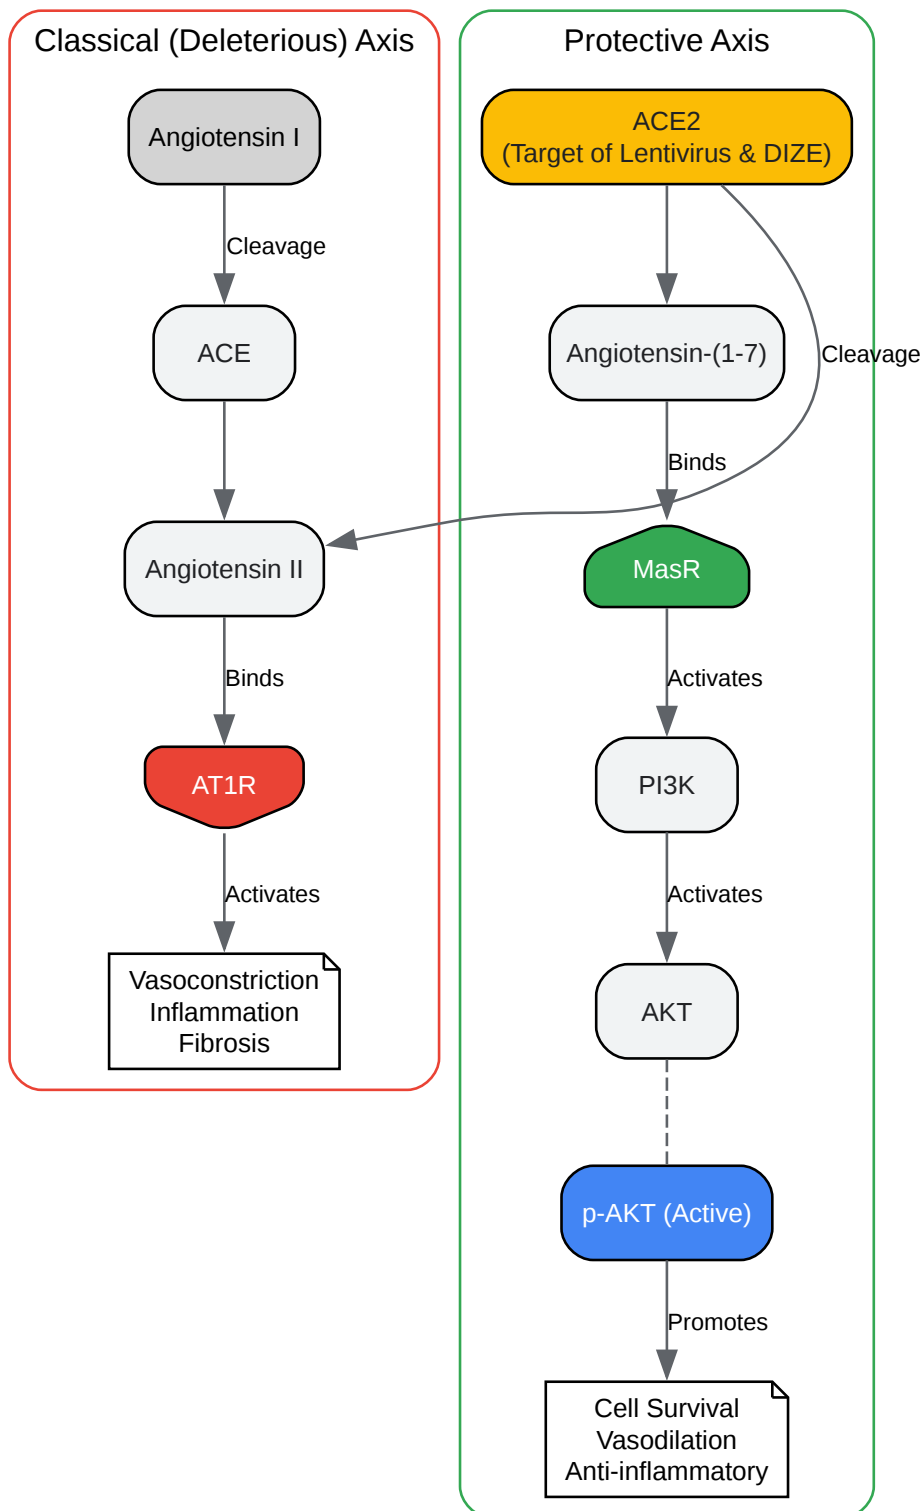 Classical (Deleterious) Axis
Angiotensin I
Cleavage
ACE
Angiotensin II
Binds
AT1R
Activates
Vasoconstriction
Inflammation
Fibrosis
Protective Axis
ACE2
(Target of Lentivirus & DIZE)
Angiotensin-(1-7)
Cleavage
Binds
MasR
Activates
PI3K
Activates
AKT
p-AKT (Active)
Promotes
Cell Survival
Vasodilation
Anti-inflammatory